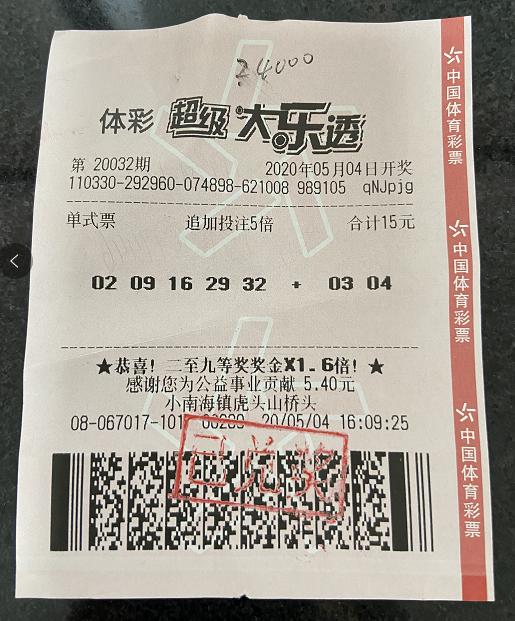 24000
体彩 超级大乐透
第 20032期 2020年05月04日开奖
110330-292960-074898-621008 989105 qNJpjg
单式票 追加投注5倍 合计15元
02 09 16 29 32 + 03 04
★恭喜! 二至九等奖奖金X1.6倍! ★
感谢您为公益事业贡献 5.40元
小南海镇虎头山桥头
08-067017-101 20/05/04 16:09:25
已兑奖
中国体育彩票
中国体育彩票
中国体育彩票